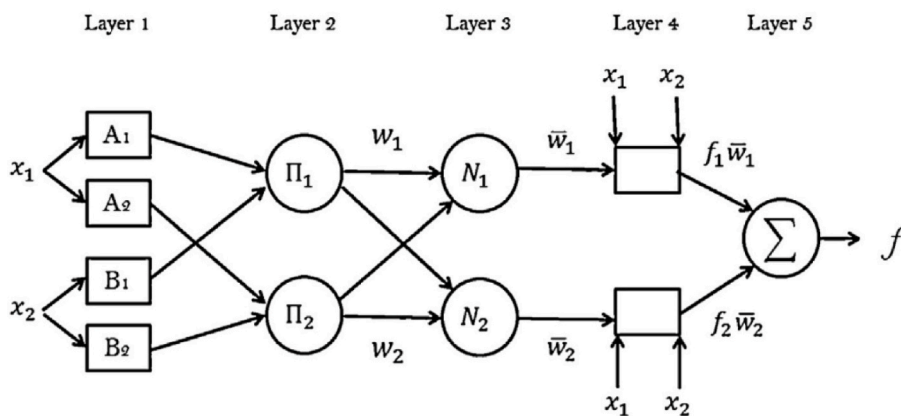 Layer 1 Layer 2 Layer 3 Layer 4 Layer 5
x₁ x₂
A1 w₁ w̅₁ f₁w̅₁
x₁ Π₁ N₁
A2
∑ f
B1
x₂ Π₂ N₂ f₂w̅₂
B2 w₂ w̅₂
x₁ x₂